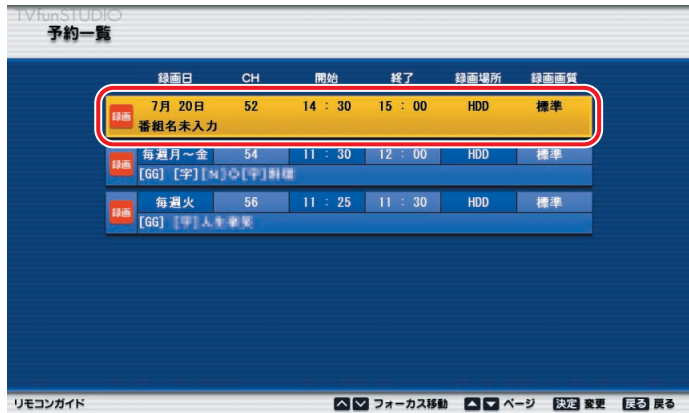 TVfunSTUDIO
予約一覧
録画日 CH 開始 終了 録画場所 録画画質
録画 7月 20日 52 14 : 30 15 : 00 HDD 標準
番組名未入力
録画 毎週月～金 54 11 : 30 12 : 00 HDD 標準
[GG] [字]
録画 毎週火 56 11 : 25 11 : 30 HDD 標準
[GG]
リモコンガイド フォーカス移動 ページ 決定 変更 戻る 戻る